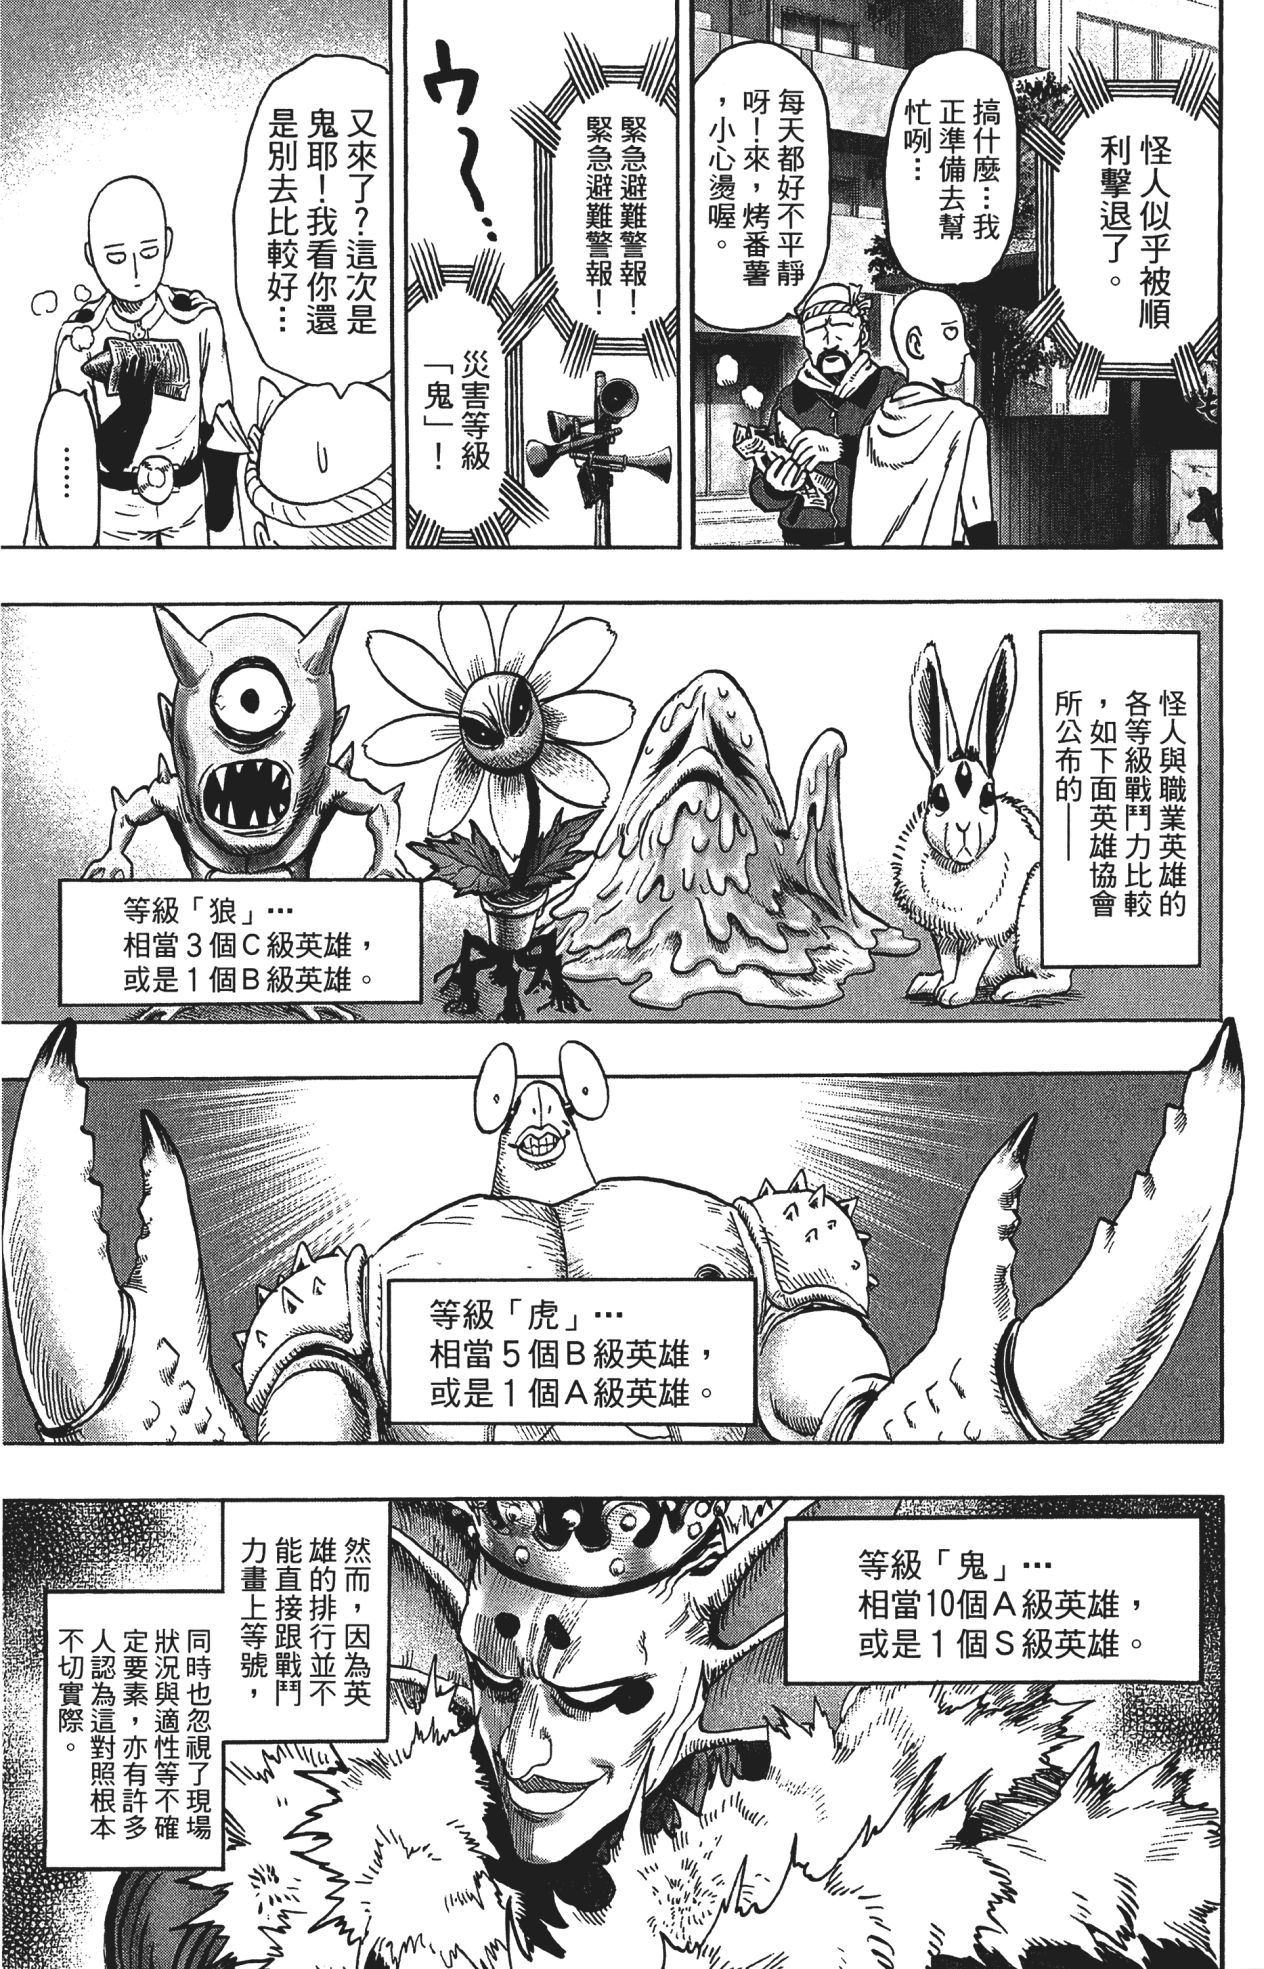 怪人似乎被順
利擊退了。
搞什麼…我
正準備去幫
忙咧…
每天都好不平靜
呀!來，烤番薯
，小心燙喔。
緊急避難警報!
緊急避難警報!
ウ〜…
災害等級
「鬼」!
又來了?這次是
鬼耶!我看你還
是別去比較好…
……
怪人與職業英雄的
各等級戰鬥力比較
，如下面英雄協會
所公布的——
等級「狼」…
相當3個C級英雄，
或是1個B級英雄。
等級「虎」…
相當5個B級英雄，
或是1個A級英雄。
等級「鬼」…
相當10個A級英雄，
或是1個S級英雄。
然而，因為英
雄的排行並不
能直接跟戰鬥
力畫上等號，
同時也忽視了現場
狀況與適性等不確
定要素，亦有許多
人認為這對照根本
不切實際。